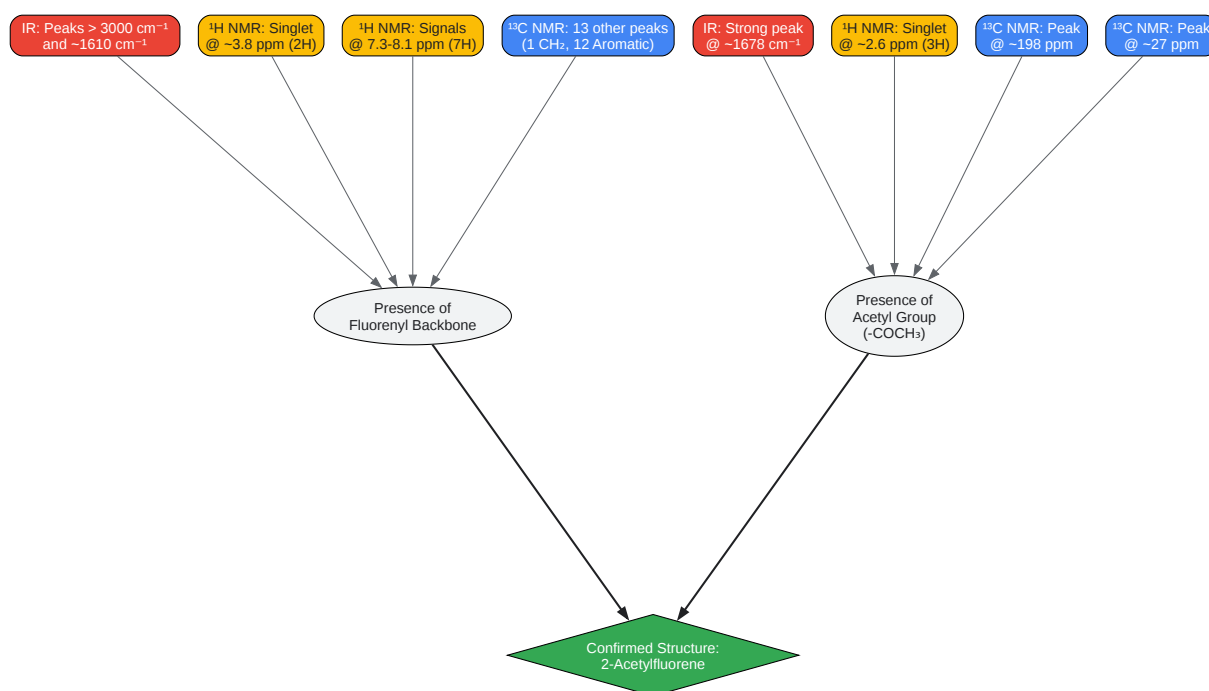 IR: Peaks > 3000 cm⁻¹
and ~1610 cm⁻¹
¹H NMR: Singlet
@ ~3.8 ppm (2H)
¹H NMR: Signals
@ 7.3-8.1 ppm (7H)
¹³C NMR: 13 other peaks
(1 CH₂, 12 Aromatic)
IR: Strong peak
@ ~1678 cm⁻¹
¹H NMR: Singlet
@ ~2.6 ppm (3H)
¹³C NMR: Peak
@ ~198 ppm
¹³C NMR: Peak
@ ~27 ppm
Presence of
Fluorenyl Backbone
Presence of
Acetyl Group
(-COCH₃)
Confirmed Structure:
2-Acetylfluorene